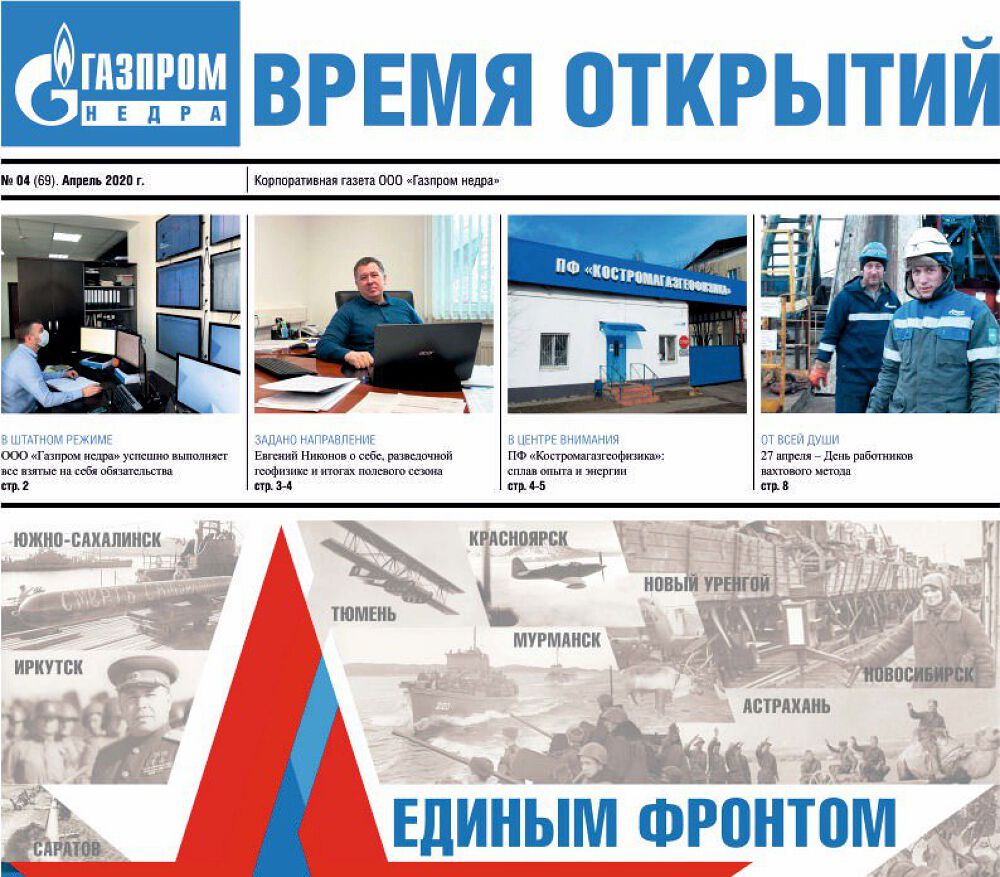 ГАЗПРОМ
НЕДРА
ВРЕМЯ ОТКРЫТИЙ
№ 04 (69). Апрель 2020 г.
Корпоративная газета ООО «Газпром недра»
ПФ «КОСТРОМАГАЗГЕОФИЗИКА»
acer
В ШТАТНОМ РЕЖИМЕ
ООО «Газпром недра» успешно выполняет
все взятые на себя обязательства
стр. 2
ЗАДАНО НАПРАВЛЕНИЕ
Евгений Никонов о себе, разведочной
геофизике и итогах полевого сезона
стр. 3-4
В ЦЕНТРЕ ВНИМАНИЯ
ПФ «Костромагазгеофизика»:
сплав опыта и энергии
стр. 4-5
ОТ ВСЕЙ ДУШИ
27 апреля – День работников
вахтового метода
стр. 8
ЮЖНО-САХАЛИНСК
СМЕРТЬ
КРАСНОЯРСК
ТЮМЕНЬ
НОВЫЙ УРЕНГОЙ
МУРМАНСК
ИРКУТСК
НОВОСИБИРСК
АСТРАХАНЬ
220
ЕДИНЫМ ФРОНТОМ
САРАТОВ